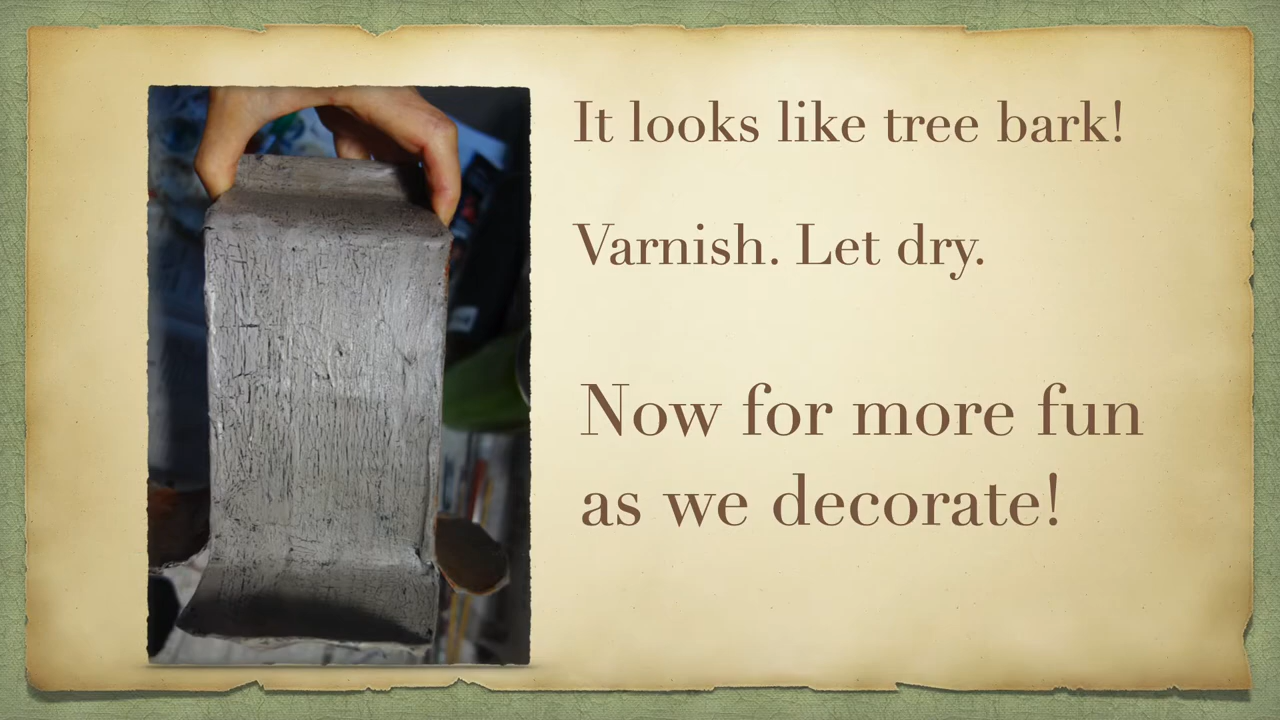 It looks like tree bark!
Varnish. Let dry.
Now for more fun
as we decorate!